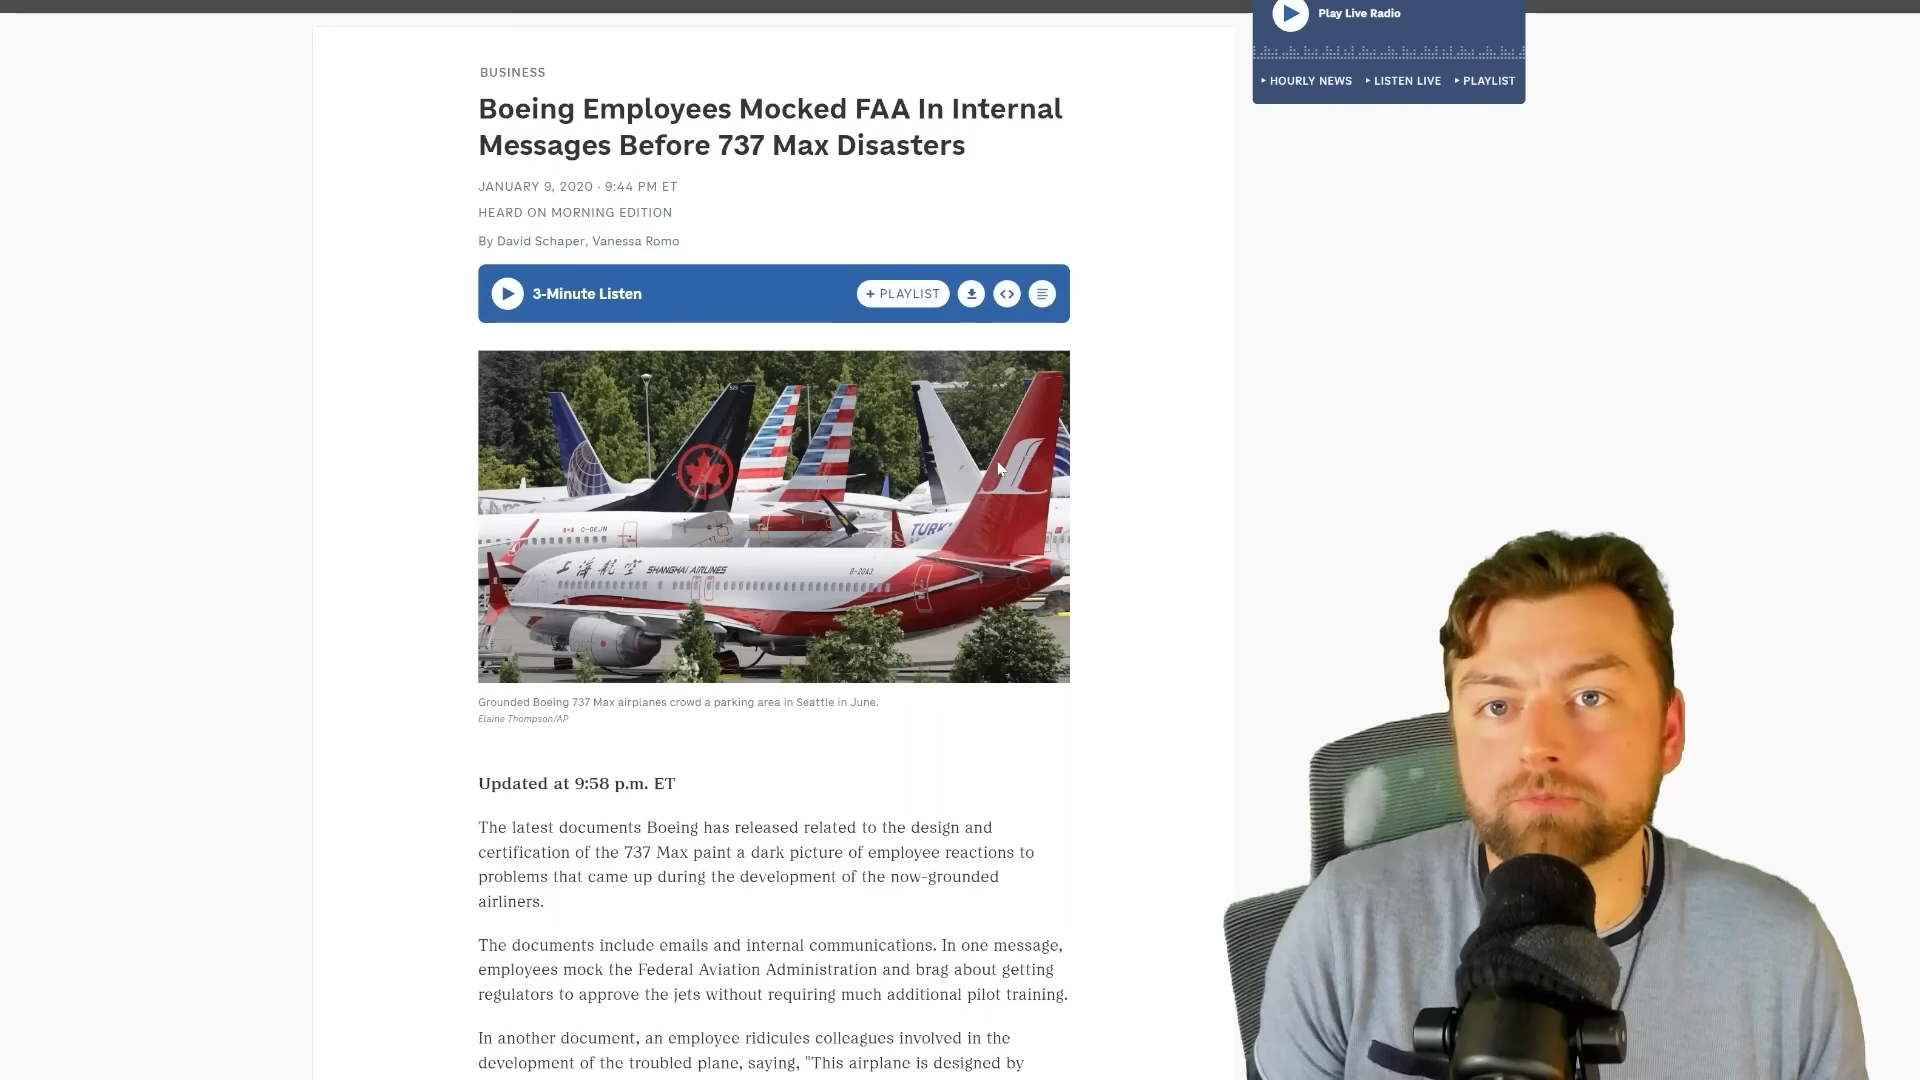 Play Live Radio
HOURLY NEWS LISTEN LIVE PLAYLIST
BUSINESS
Boeing Employees Mocked FAA In Internal
Messages Before 737 Max Disasters
JANUARY 9, 2020 · 9:44 PM ET
HEARD ON MORNING EDITION
By David Schaper, Vanessa Romo
3-Minute Listen
+ PLAYLIST
C-GEJN
TURK
上海航空 SHANGHAI AIRLINES
Grounded Boeing 737 Max airplanes crowd a parking area in Seattle in June.
Elaine Thompson/AP
Updated at 9:58 p.m. ET
The latest documents Boeing has released related to the design and
certification of the 737 Max paint a dark picture of employee reactions to
problems that came up during the development of the now-grounded
airliners.
The documents include emails and internal communications. In one message,
employees mock the Federal Aviation Administration and brag about getting
regulators to approve the jets without requiring much additional pilot training.
In another document, an employee ridicules colleagues involved in the
development of the troubled plane, saying, "This airplane is designed by